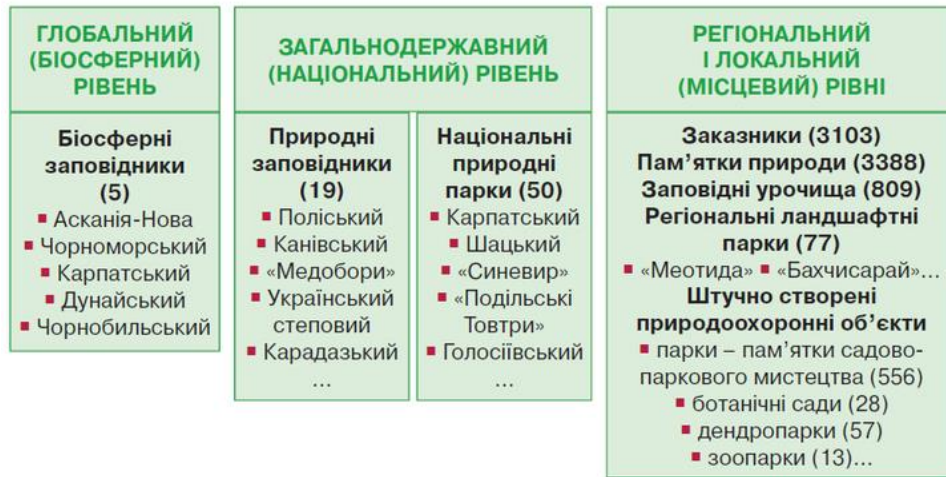 ГЛОБАЛЬНИЙ
(БІОСФЕРНИЙ)
РІВЕНЬ
Біосферні
заповідники
(5)
▪ Асканія-Нова
▪ Чорноморський
▪ Карпатський
▪ Дунайський
▪ Чорнобильський
ЗАГАЛЬНОДЕРЖАВНИЙ
(НАЦІОНАЛЬНИЙ) РІВЕНЬ
Природні
заповідники
(19)
▪ Поліський
▪ Канівський
▪ «Медобори»
▪ Український
степовий
▪ Карадазький
...
Національні
природні
парки (50)
▪ Карпатський
▪ Шацький
▪ «Синевир»
▪ «Подільські
Товтри»
▪ Голосіївський
...
РЕГІОНАЛЬНИЙ
І ЛОКАЛЬНИЙ
(МІСЦЕВИЙ) РІВНІ
Заказники (3103)
Пам’ятки природи (3388)
Заповідні урочища (809)
Регіональні ландшафтні
парки (77)
▪ «Меотида» ▪ «Бахчисарай»...
Штучно створені
природоохоронні об’єкти
▪ парки – пам’ятки садово-
паркового мистецтва (556)
▪ ботанічні сади (28)
▪ дендропарки (57)
▪ зоопарки (13)...